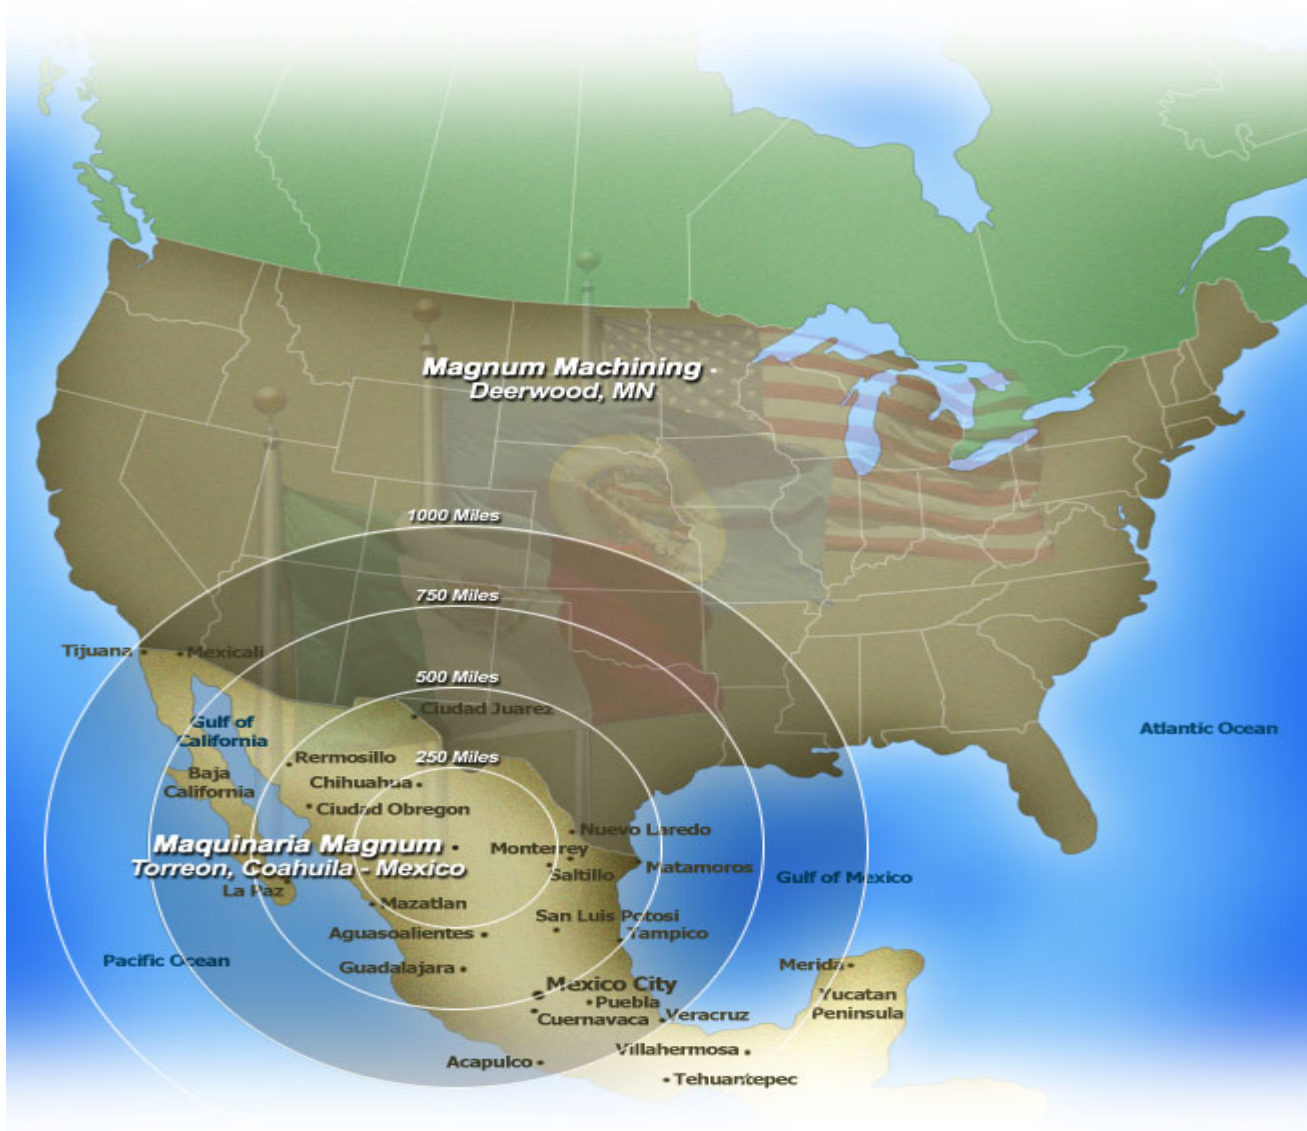 Magnum Machining
Deerwood, MN
1000 Miles
750 Miles
500 Miles
250 Miles
Tijuana
Mexicali
Ciudad Juarez
Gulf of
California
Atlantic Ocean
Rermosillo
Baja
California
Chihuahua
Ciudad Obregon
Nuevo Laredo
Maquinaria Magnum
Torreon, Coahuila - Mexico
Monterrey
Saltillo
Matamoros
Gulf of Mexico
La Paz
Mazatlan
San Luis Potosi
Aguasoalientes
Tampico
Pacific Ocean
Guadalajara
Merida
Mexico City
Puebla
Yucatan
Peninsula
Cuernavaca
Veracruz
Villahermosa
Acapulco
Tehuantepec